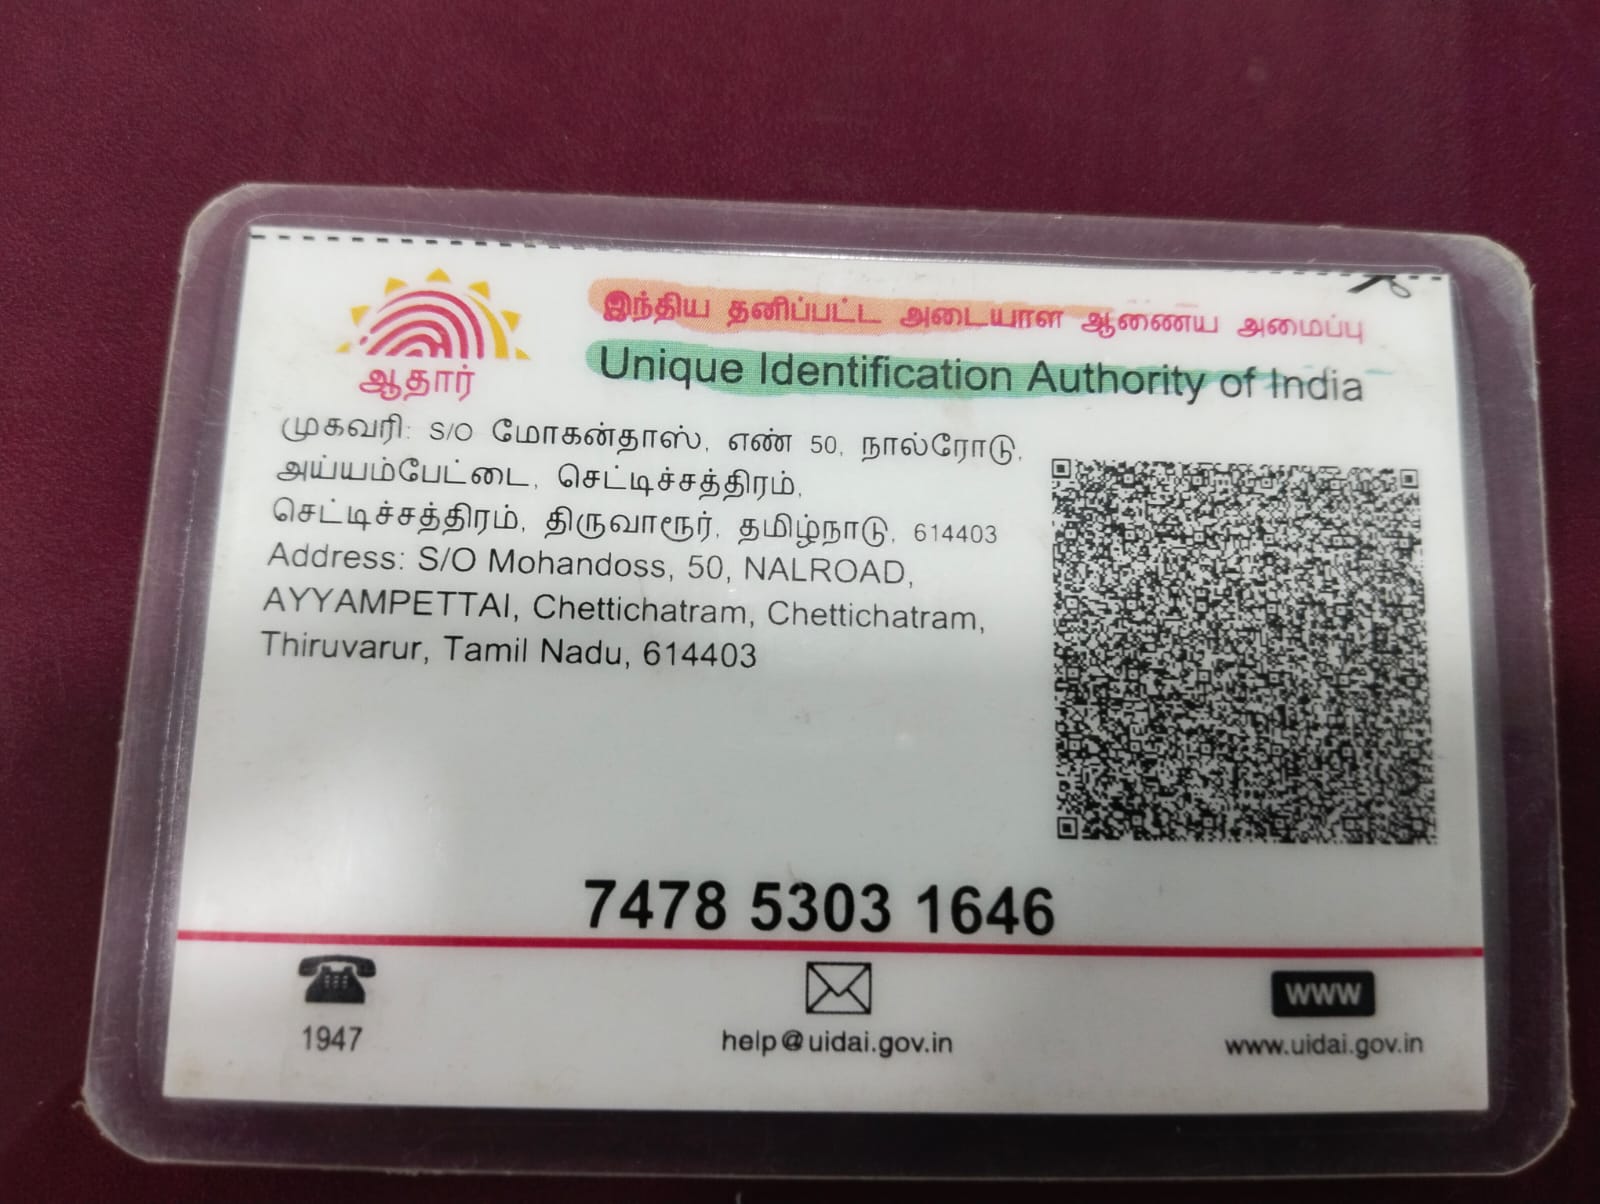 ஆதார்
இந்திய தனிப்பட்ட அடையாள ஆணைய அமைப்பு
Unique Identification Authority of India
முகவரி: S/O மோகன்தாஸ், எண் 50, நால்ரோடு,
அய்யம்பேட்டை, செட்டிச்சத்திரம்,
செட்டிச்சத்திரம், திருவாரூர், தமிழ்நாடு, 614403
Address: S/O Mohandoss, 50, NALROAD,
AYYAMPETTAI, Chettichatram, Chettichatram,
Thiruvarur, Tamil Nadu, 614403
7478 5303 1646
1947
help@uidai.gov.in
WWW
www.uidai.gov.in